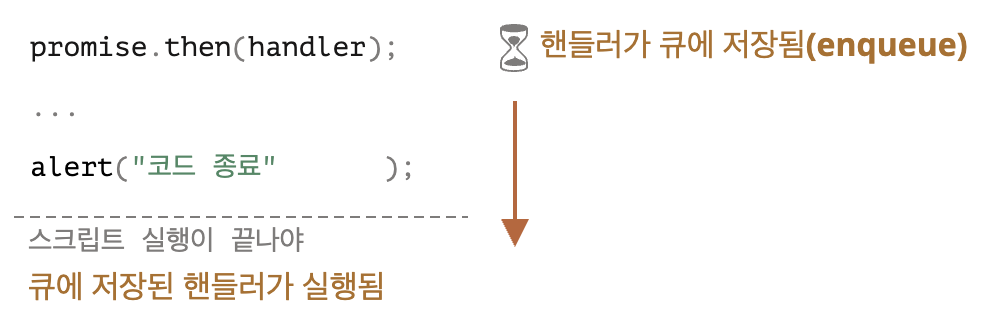 promise.then(handler);
핸들러가 큐에 저장됨(enqueue)
...
alert("코드 종료" );
스크립트 실행이 끝나야
큐에 저장된 핸들러가 실행됨